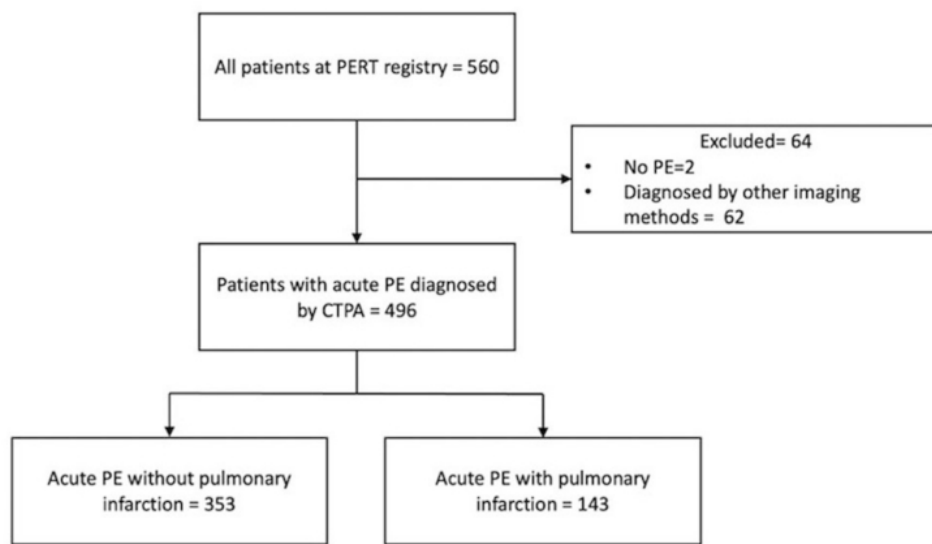 All patients at PERT registry = 560
Excluded= 64
• No PE=2
• Diagnosed by other imaging
methods = 62
Patients with acute PE diagnosed
by CTPA = 496
Acute PE without pulmonary
infarction = 353
Acute PE with pulmonary
infarction = 143